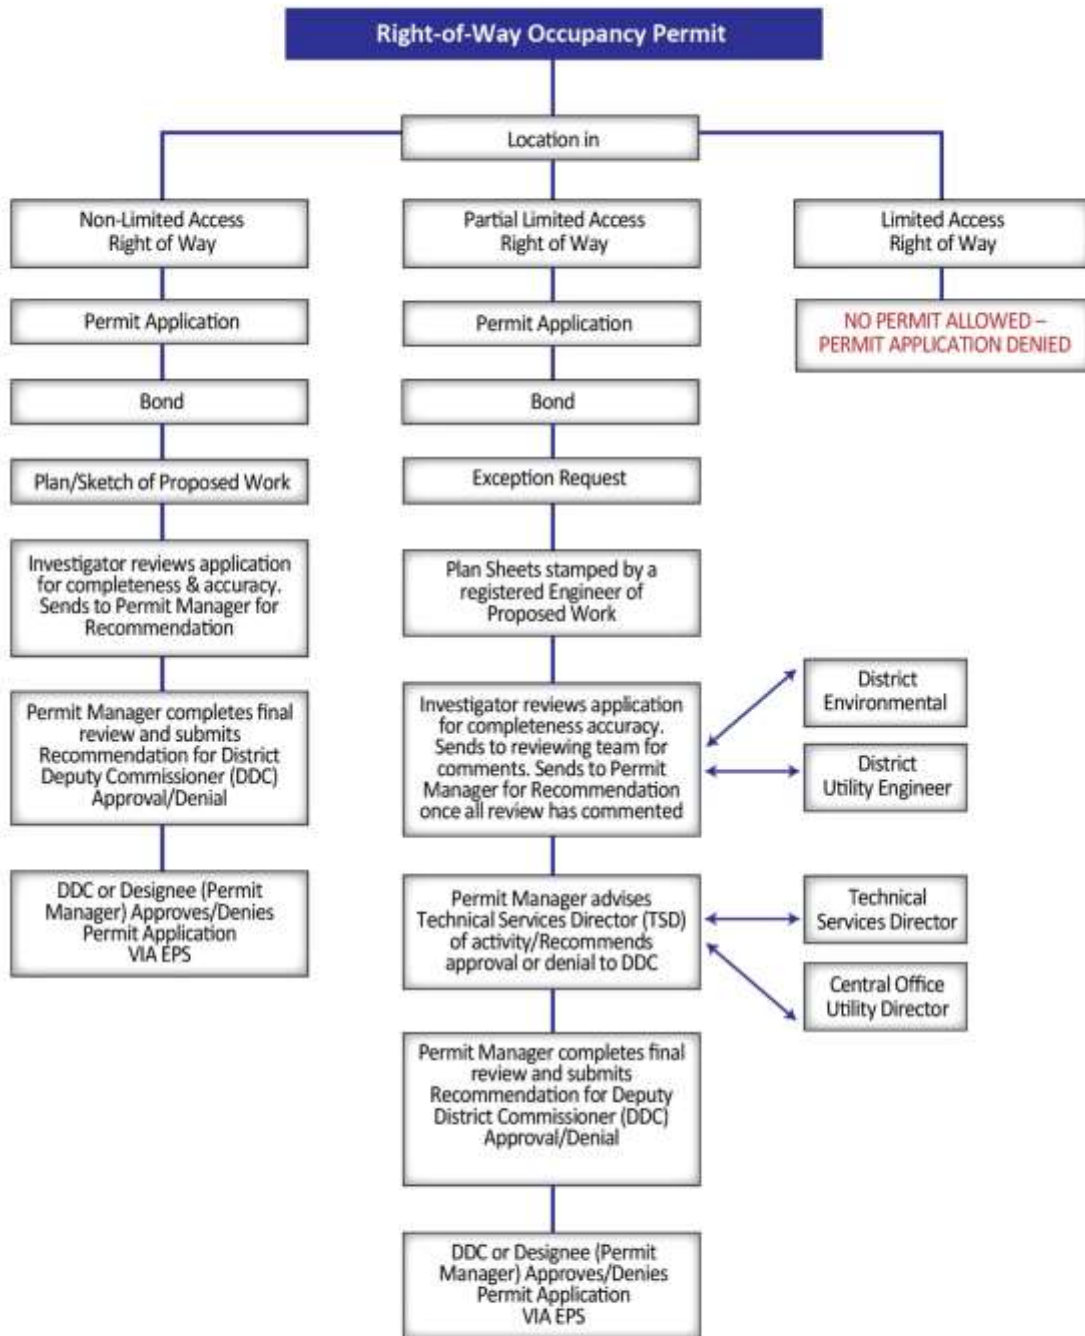 Right-of-Way Occupancy Permit
Location in
Non-Limited Access
Right of Way
Permit Application
Bond
Plan/Sketch of Proposed Work
Investigator reviews application
for completeness & accuracy.
Sends to Permit Manager for
Recommendation
Permit Manager completes final
review and submits
Recommendation for District
Deputy Commissioner (DDC)
Approval/Denial
DDC or Designee (Permit
Manager) Approves/Denies
Permit Application
VIA EPS
Partial Limited Access
Right of Way
Permit Application
Bond
Exception Request
Plan Sheets stamped by a
registered Engineer of
Proposed Work
Investigator reviews application
for completeness accuracy.
Sends to reviewing team for
comments. Sends to Permit
Manager for Recommendation
once all review has commented
District
Environmental
District
Utility Engineer
Permit Manager advises
Technical Services Director (TSD)
of activity/Recommends
approval or denial to DDC
Technical
Services Director
Central Office
Utility Director
Permit Manager completes final
review and submits
Recommendation for Deputy
District Commissioner (DDC)
Approval/Denial
DDC or Designee (Permit
Manager) Approves/Denies
Permit Application
VIA EPS
Limited Access
Right of Way
NO PERMIT ALLOWED –
PERMIT APPLICATION DENIED